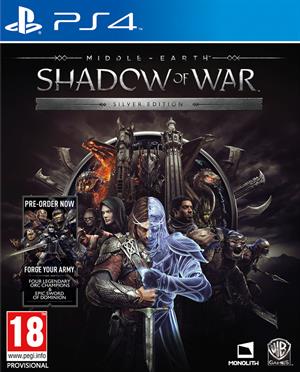 PS4
MIDDLE-EARTH
SHADOW OF WAR
SILVER EDITION
PRE-ORDER NOW
FORGE YOUR ARMY
FOUR LEGENDARY
ORC CHAMPIONS
+
EPIC SWORD
OF DOMINION
18
www.pegi.info
PROVISIONAL
MONOLITH
WB
GAMES